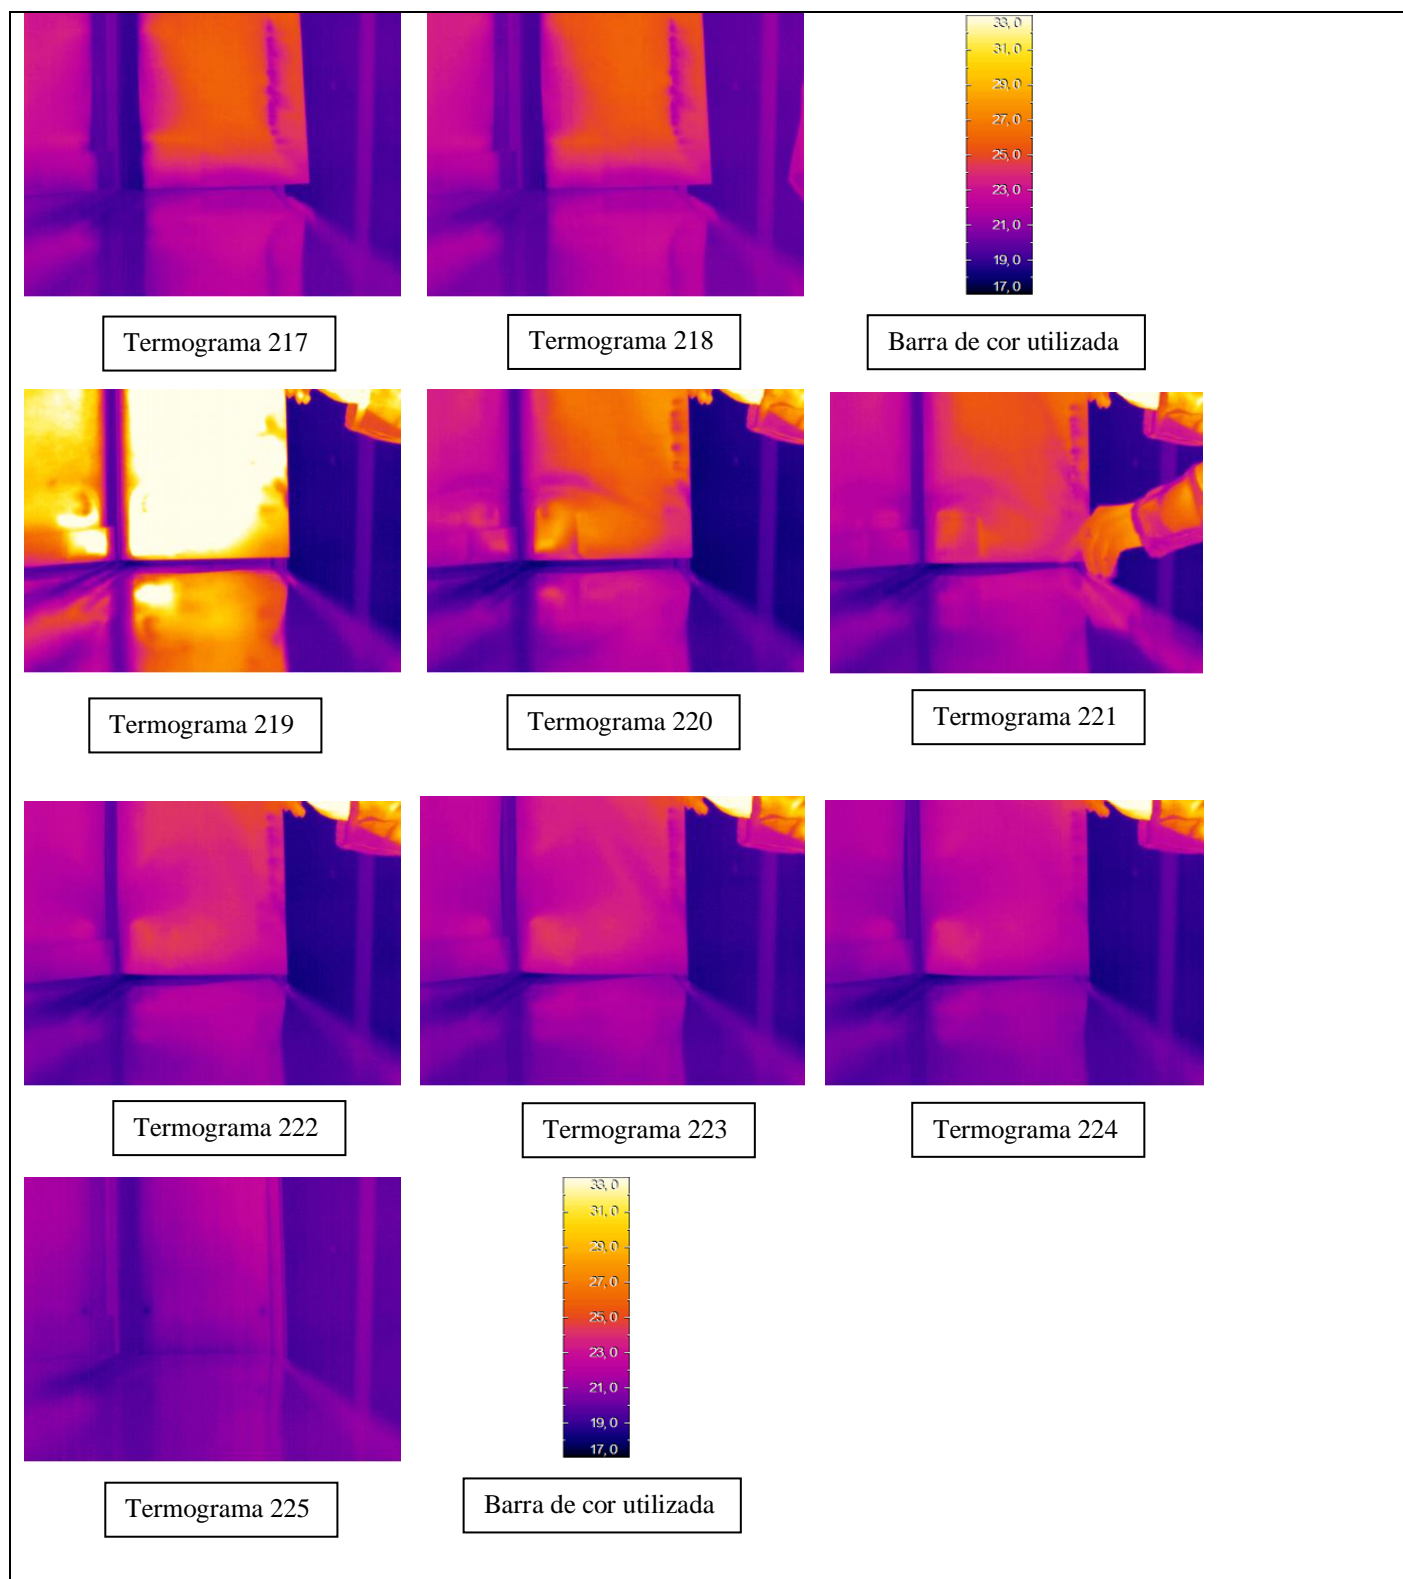 33, 0
31, 0
29, 0
27, 0
25, 0
23, 0
21, 0
19, 0
17, 0
Termograma 217
Termograma 218
Barra de cor utilizada
Termograma 219
Termograma 220
Termograma 221
Termograma 222
Termograma 223
Termograma 224
33, 0
31, 0
29, 0
27, 0
25, 0
23, 0
21, 0
19, 0
17, 0
Termograma 225
Barra de cor utilizada